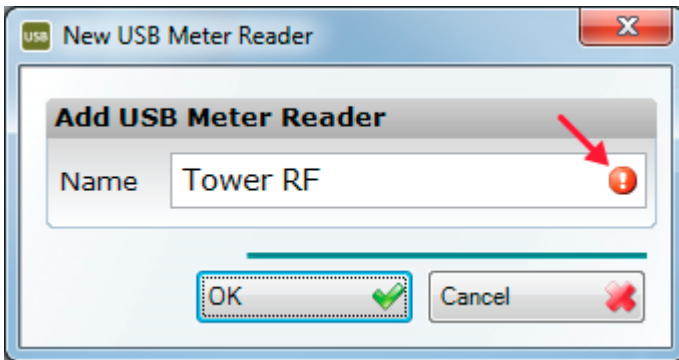 USB New USB Meter Reader
Add USB Meter Reader
Name Tower RF
OK Cancel